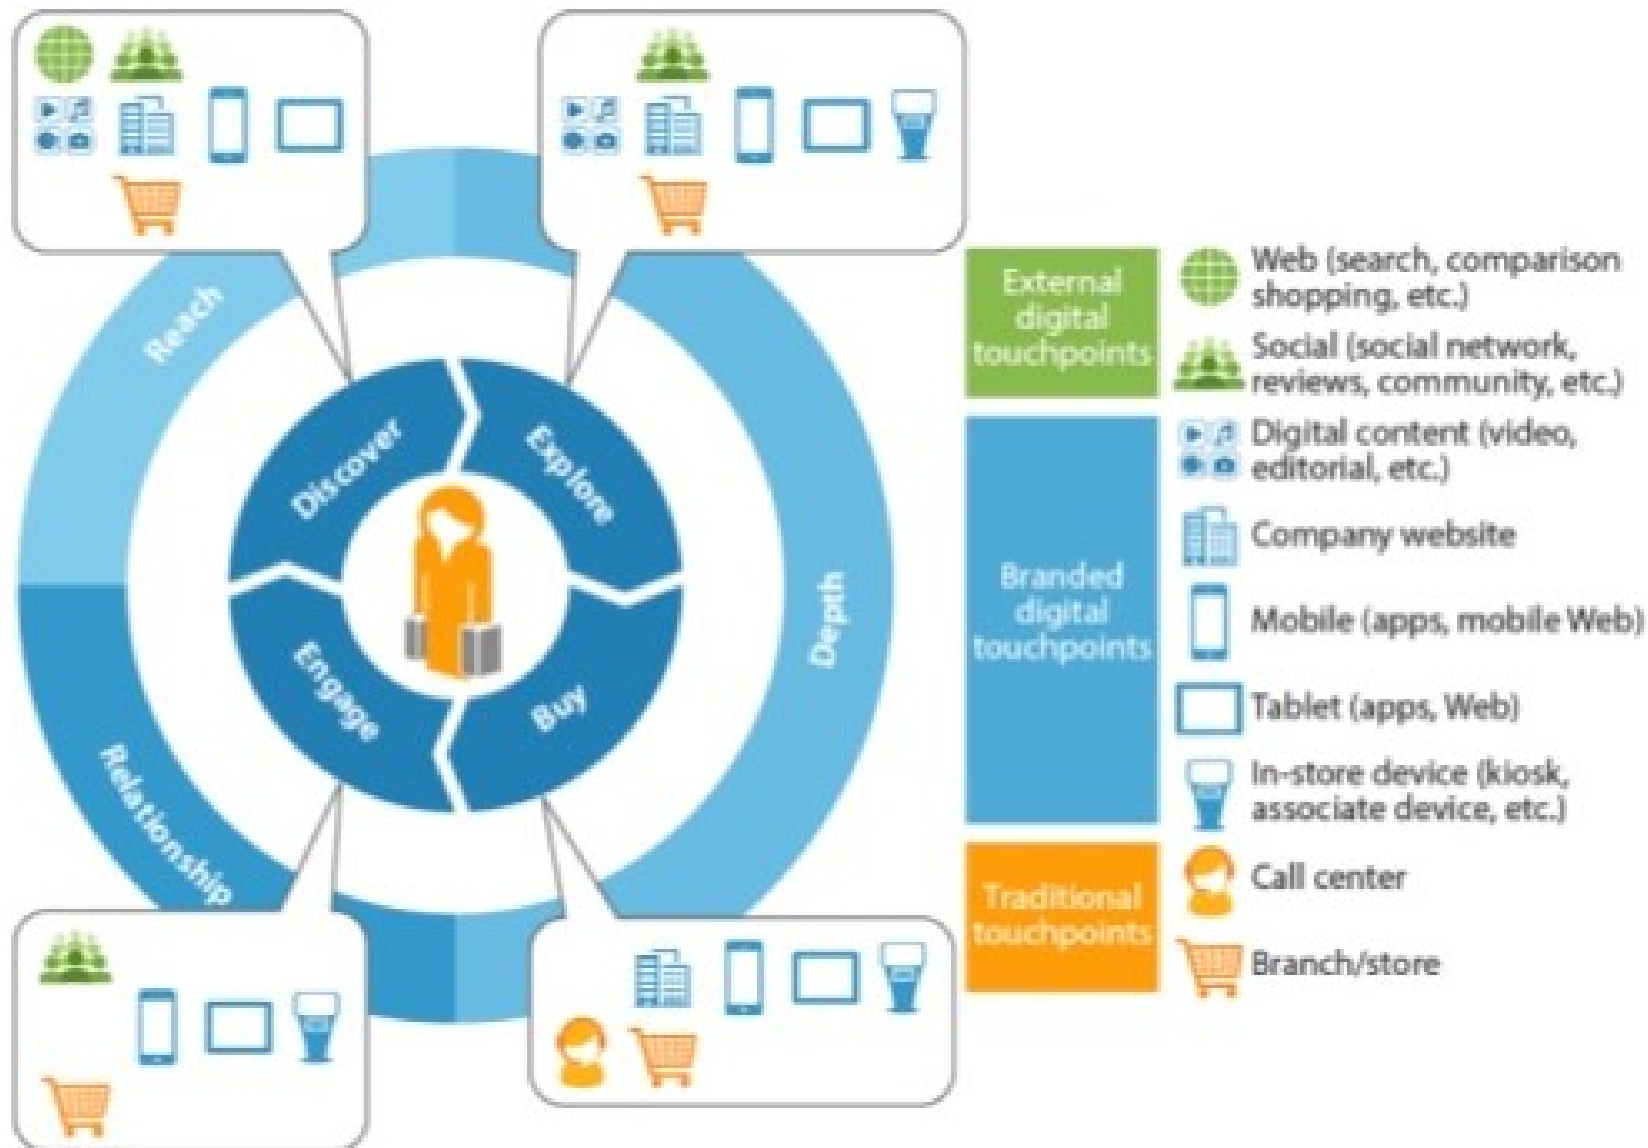 Reach
Discover
Explore
Depth
Engage
Buy
Relationship
External
digital
touchpoints
Web (search, comparison
shopping, etc.)
Social (social network,
reviews, community, etc.)
Branded
digital
touchpoints
Digital content (video,
editorial, etc.)
Company website
Mobile (apps, mobile Web)
Tablet (apps, Web)
In-store device (kiosk,
associate device, etc.)
Traditional
touchpoints
Call center
Branch/store